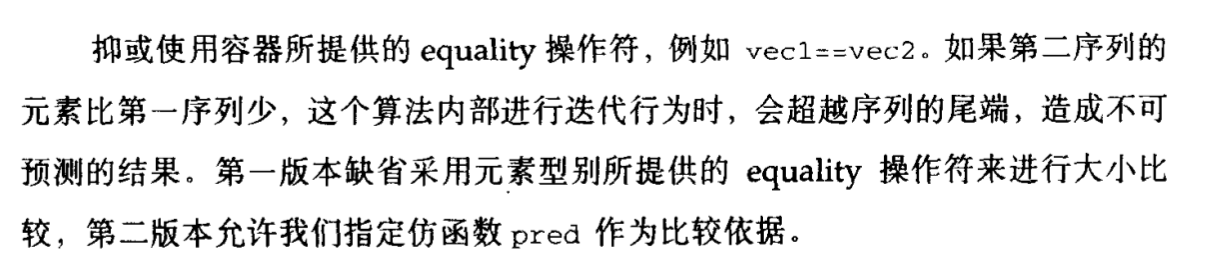 抑或使用容器所提供的 equality 操作符，例如 vec1==vec2。如果第二序列的
元素比第一序列少，这个算法内部进行迭代行为时，会超越序列的尾端，造成不可
预测的结果。第一版本缺省采用元素型别所提供的 equality 操作符来进行大小比
较，第二版本允许我们指定仿函数 pred 作为比较依据。